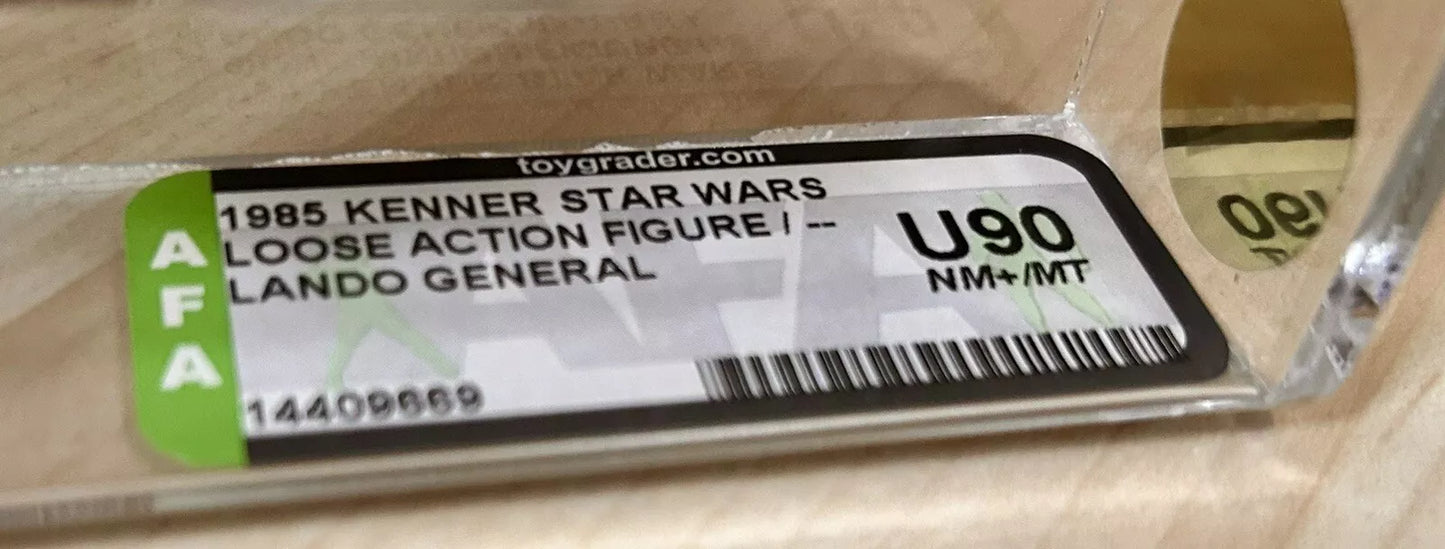 toygrader.com
AFA
1985 KENNER STAR WARS
LOOSE ACTION FIGURE / --
LANDO GENERAL
U90
NM+/MT
14409669